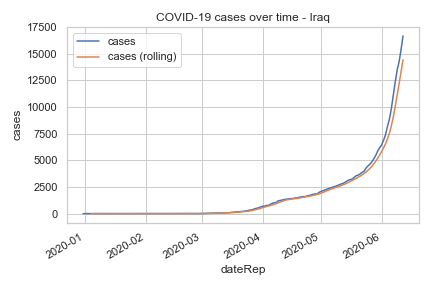 COVID-19 cases over time - Iraq
cases
cases (rolling)
17500
15000
12500
10000
7500
5000
2500
0
cases
2020-01
2020-02
2020-03
2020-04
2020-05
2020-06
dateRep